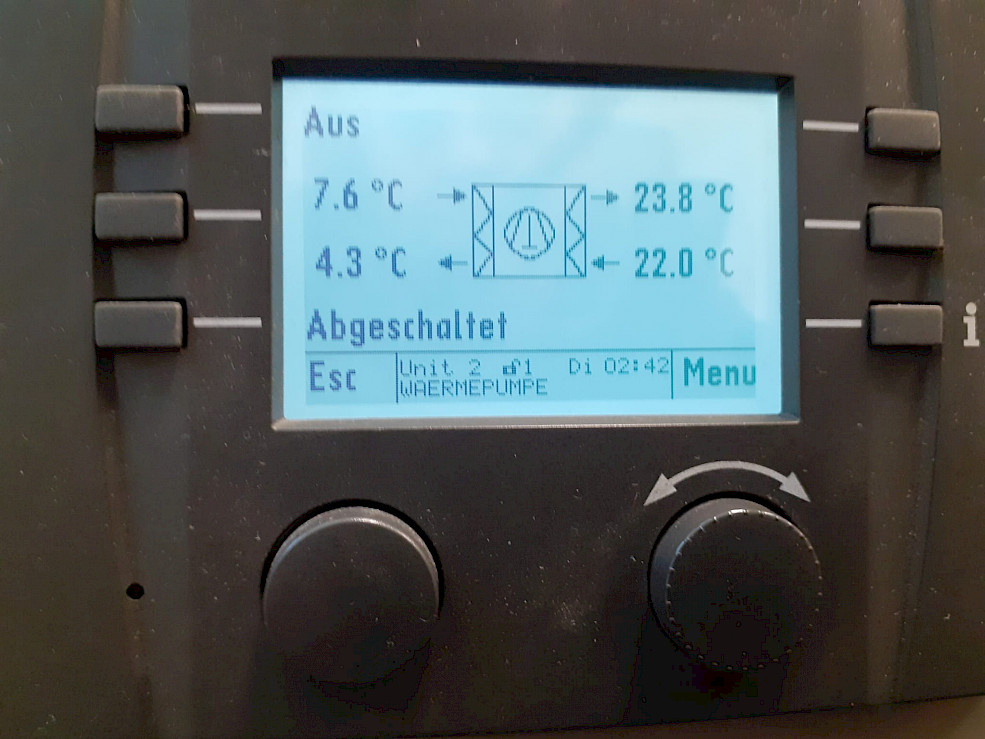 Aus
7.6 °C 23.8 °C
4.3 °C 22.0 °C
Abgeschaltet
Esc Unit 2 1 Di 02:42 Menu
WAERMEPUMPE
i